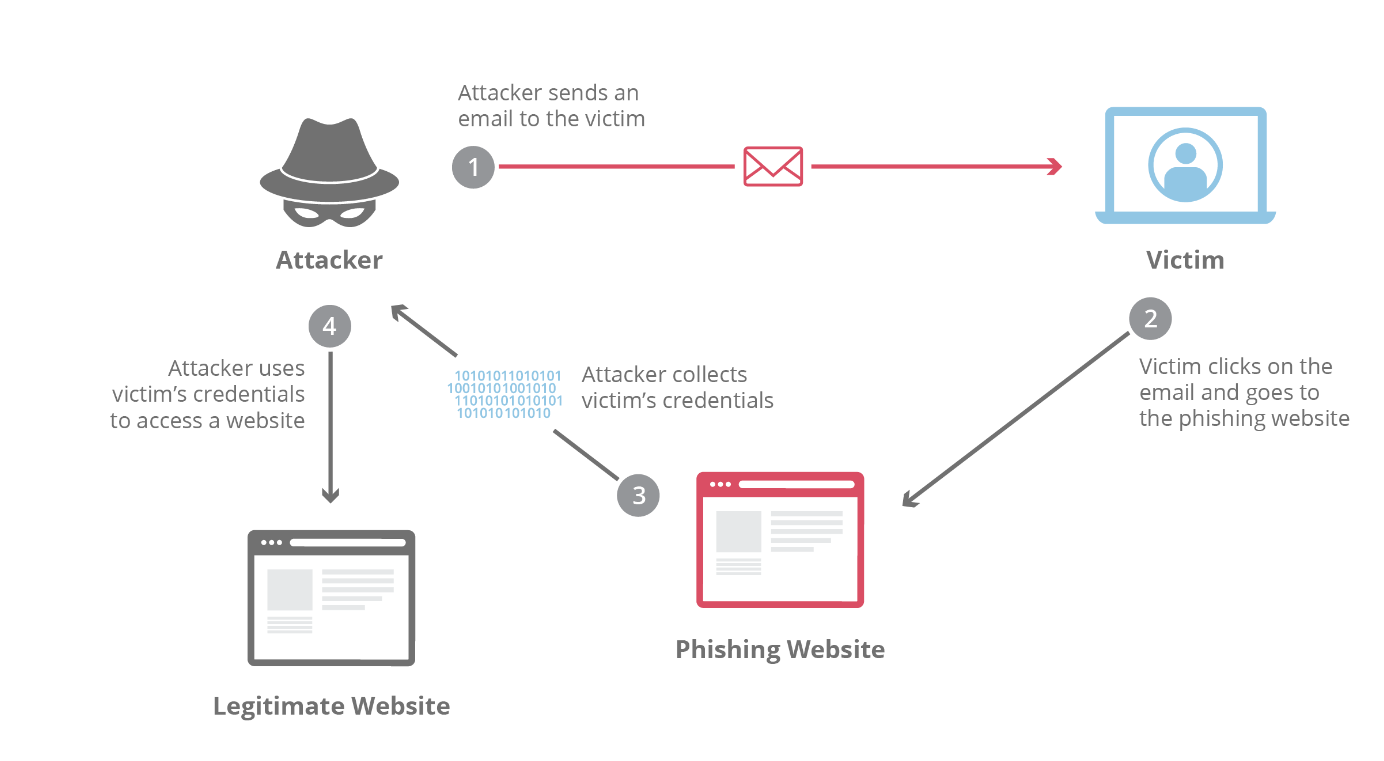 Attacker sends an
email to the victim
1
Attacker
Victim
4
2
Attacker uses
victim's credentials
to access a website
10101011010101
10010101001010
11010101010101
101010101010
Attacker collects
victim's credentials
Victim clicks on the
email and goes to
the phishing website
3
Phishing Website
Legitimate Website